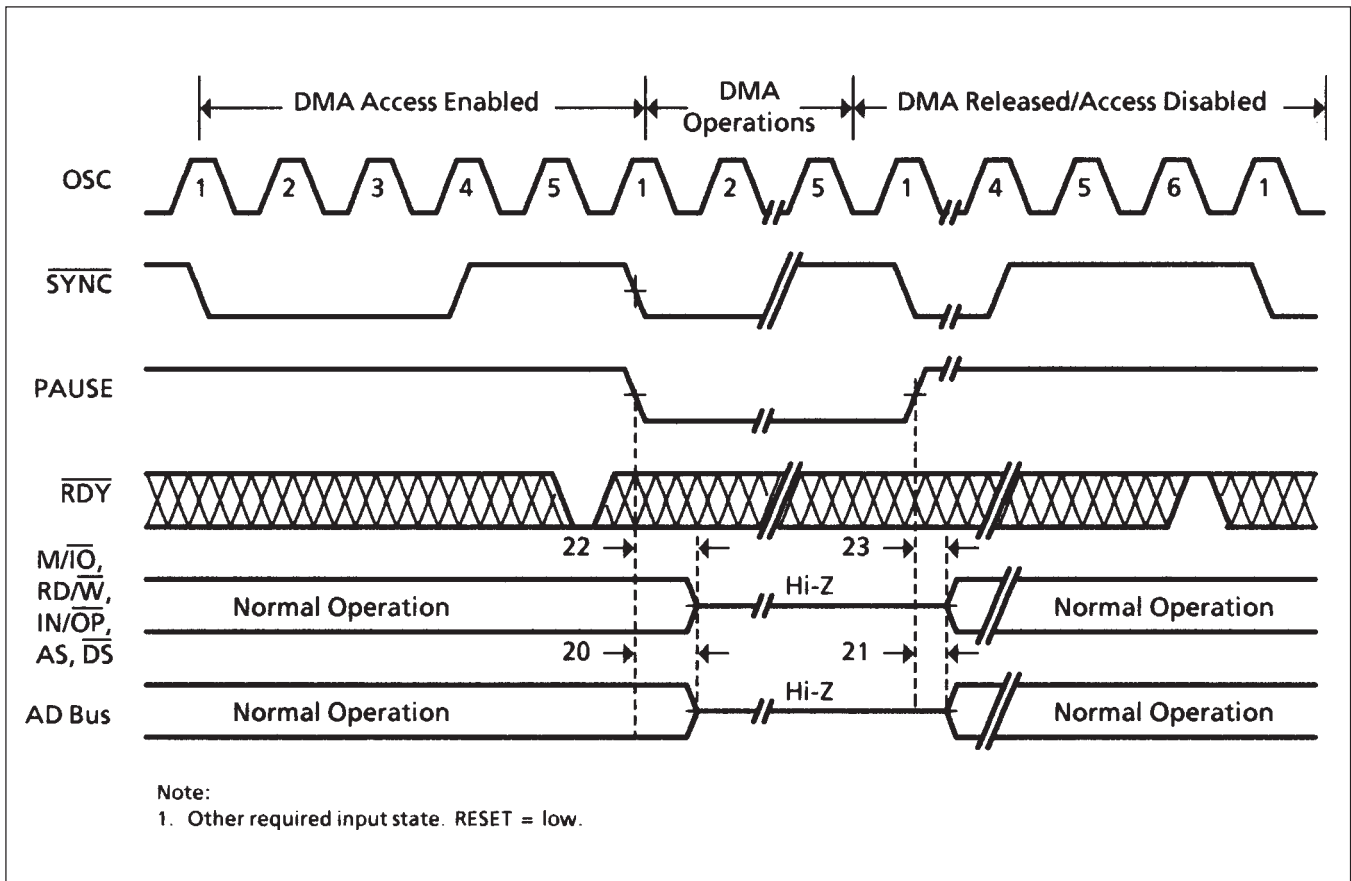 DMA Access Enabled
DMA
Operations
DMA Released/Access Disabled
OSC
1 2 3 4 5 1 2 5 1 4 5 6 1
SYNC
PAUSE
RDY
22 23
M/IO,
RD/W,
IN/OP,
AS, DS
Normal Operation Hi-Z Normal Operation
20 21
AD Bus Normal Operation Hi-Z Normal Operation
Note:
1. Other required input state. RESET = low.